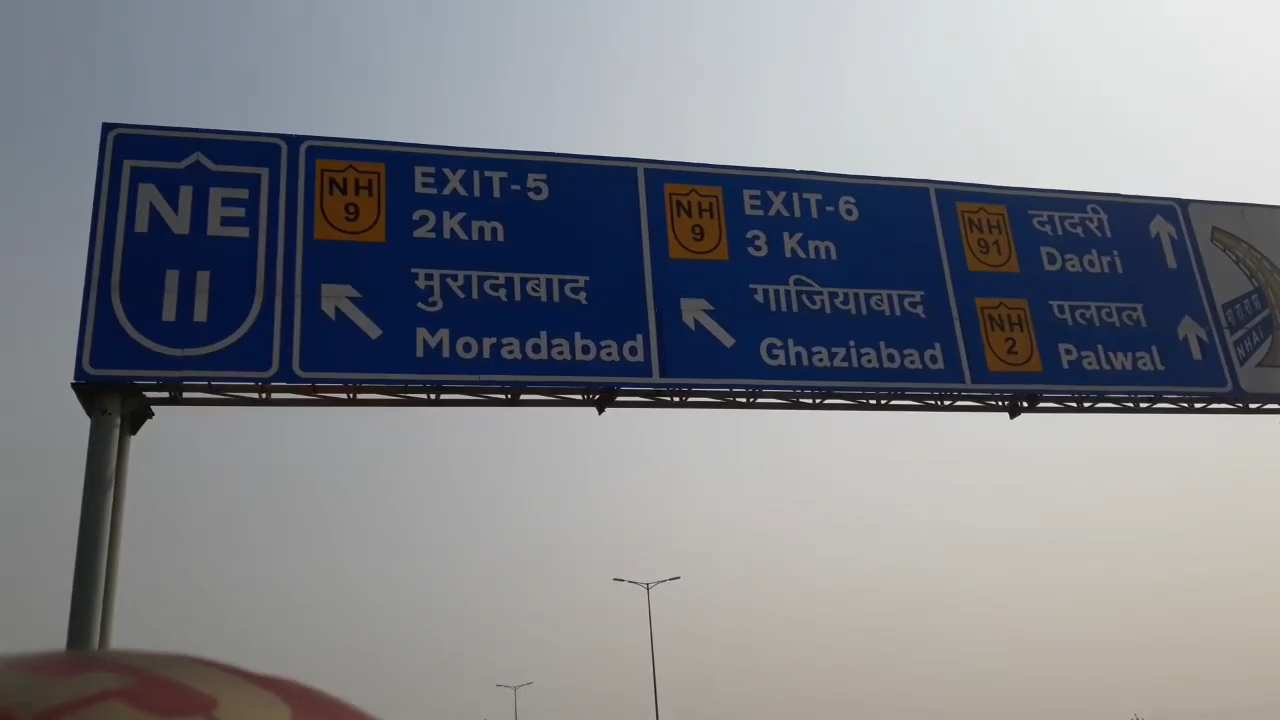 NE
II
NH
9
EXIT-5
2Km
मुरादाबाद
Moradabad
NH
9
EXIT-6
3 Km
गाजियाबाद
Ghaziabad
NH
91
दादरी
Dadri
NH
2
पलवल
Palwal
NHAI